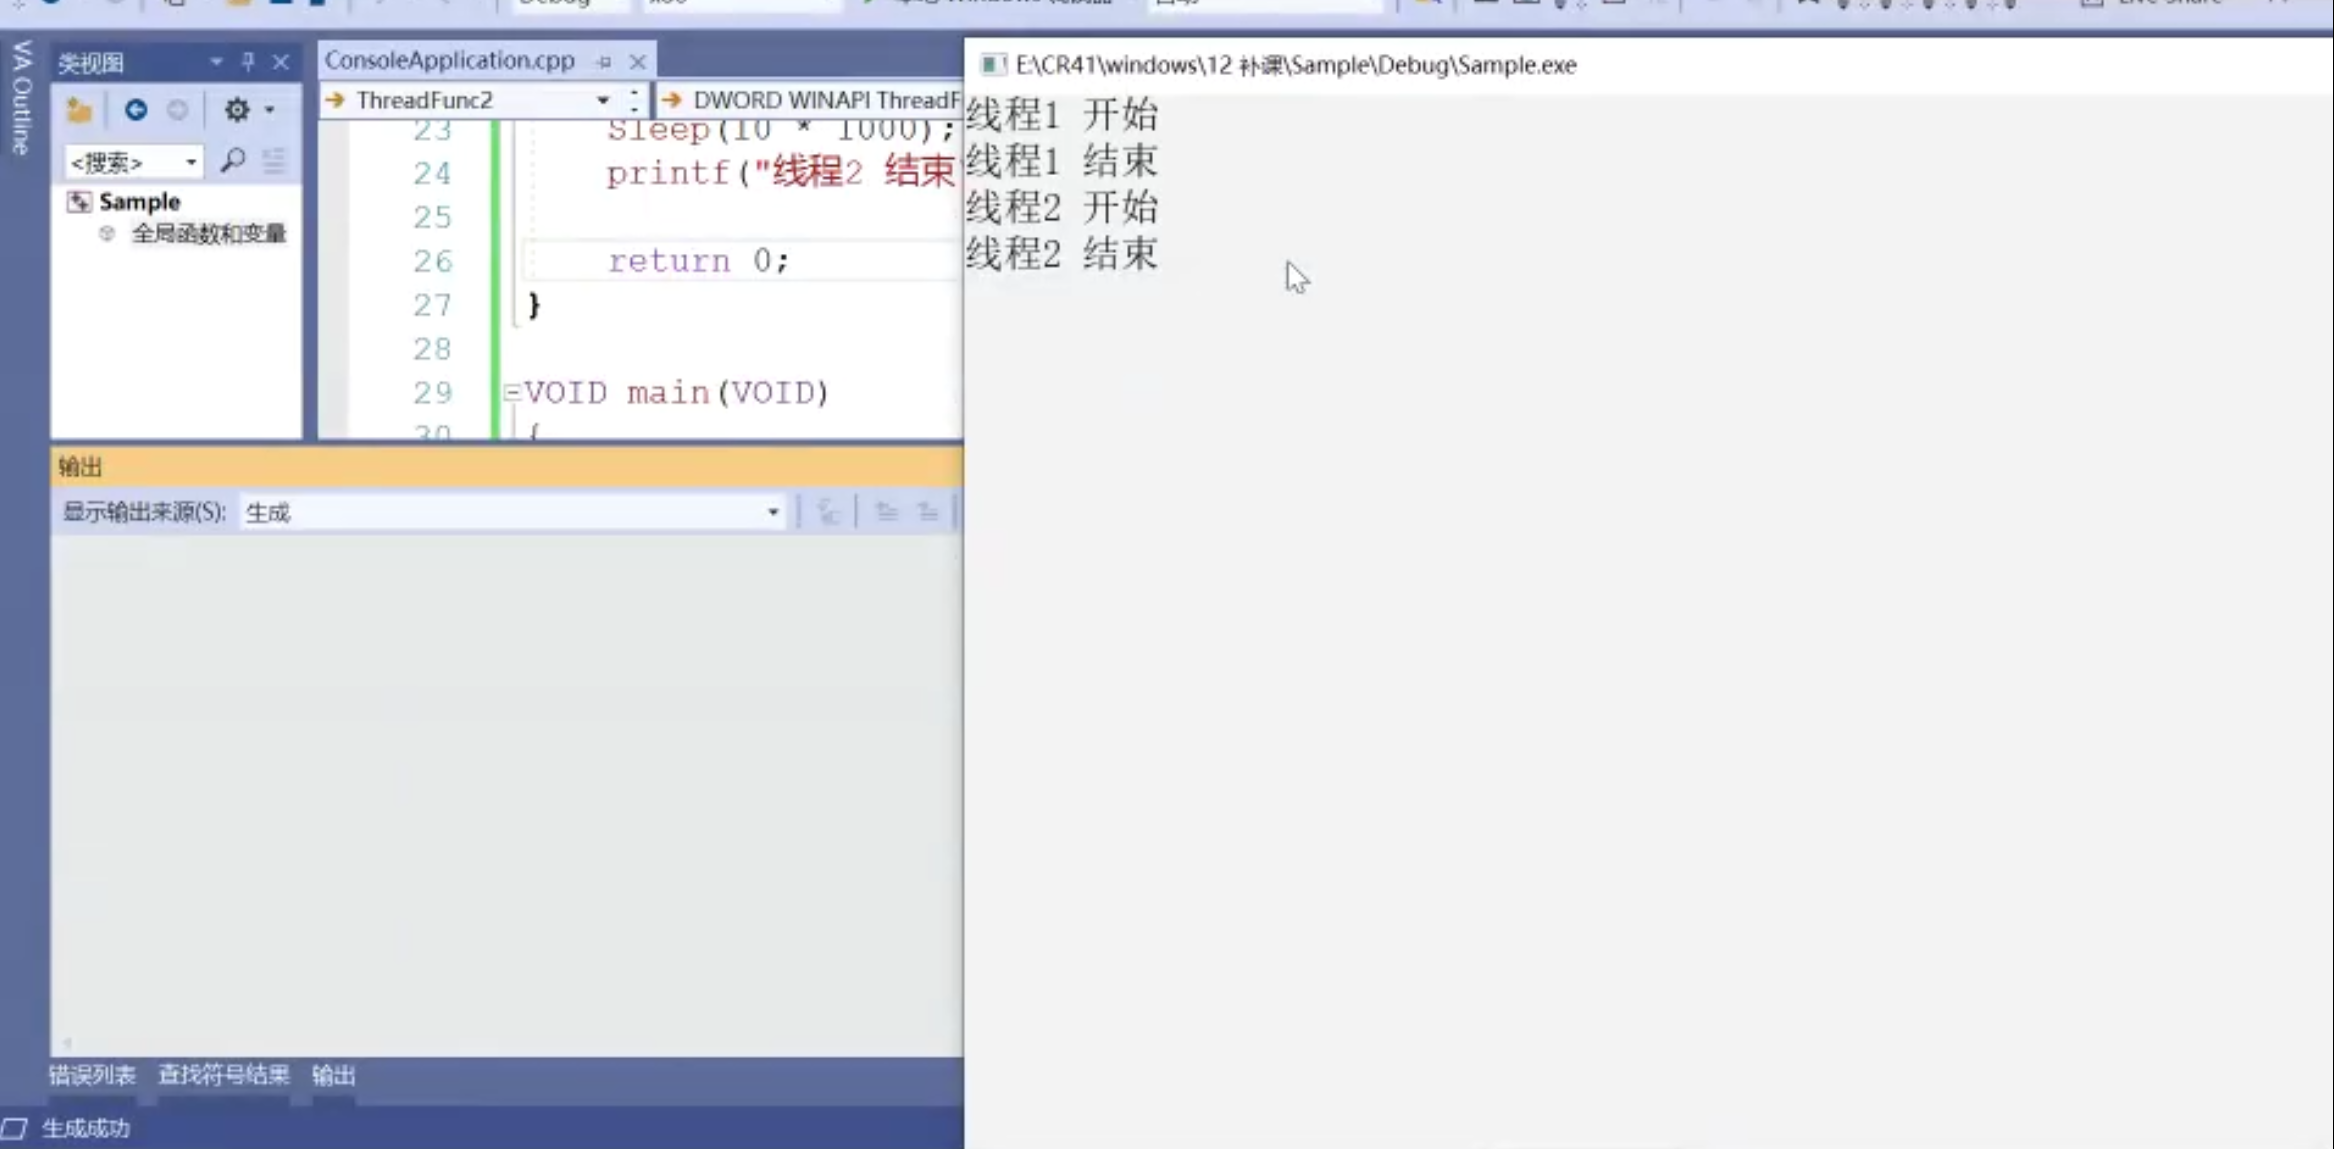 VA Outline
类视图
<搜索>
Sample
全局函数和变量
ConsoleApplication.cpp
ThreadFunc2
DWORD WINAPI ThreadF
23 Sleep(10 * 1000);
24 printf("线程2 结束
25
26 return 0;
27 }
28
29 VOID main(VOID)
30 {
输出
显示输出来源(S): 生成
错误列表 查找符号结果 输出
生成成功
E:\CR41\windows\12 补课\Sample\Debug\Sample.exe
线程1 开始
线程1 结束
线程2 开始
线程2 结束